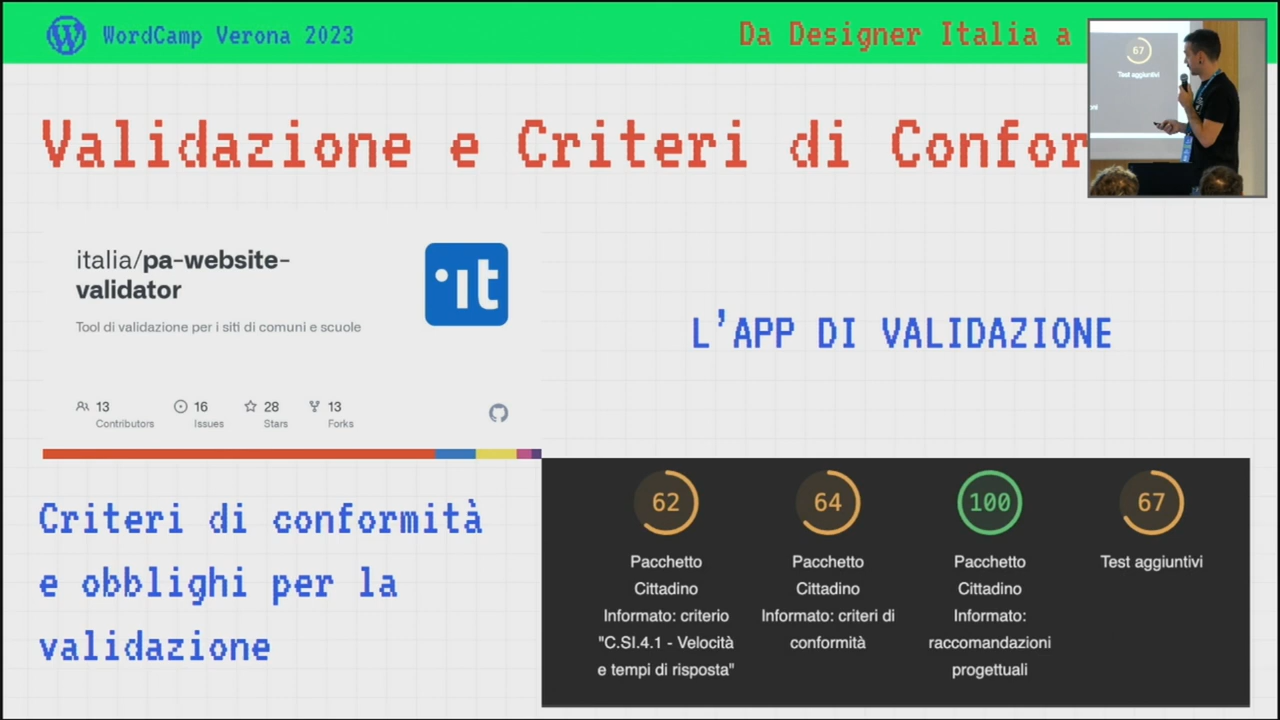 WordCamp Verona 2023
Da Designer Italia a
Validazione e Criteri di Confor
67
Test aggiuntivi
italia/pa-website-
validator
Tool di validazione per i siti di comuni e scuole
13
Contributors
16
Issues
28
Stars
13
Forks
it
L'APP DI VALIDAZIONE
Criteri di conformità
e obblighi per la
validazione
62
Pacchetto
Cittadino
Informato: criterio
"C.SI.4.1 - Velocità
e tempi di risposta"
64
Pacchetto
Cittadino
Informato: criteri di
conformità
100
Pacchetto
Cittadino
Informato:
raccomandazioni
progettuali
67
Test aggiuntivi